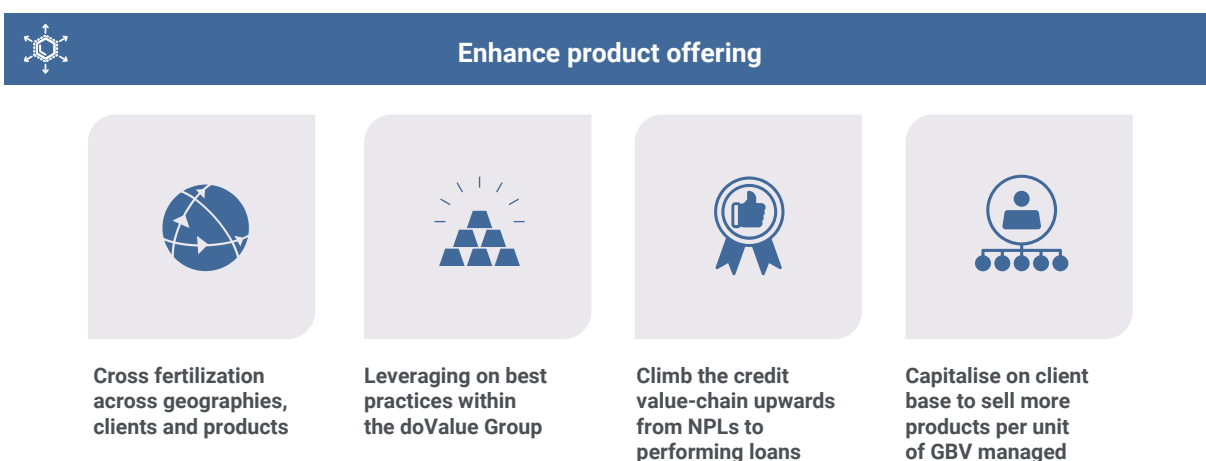 Enhance product offering
Cross fertilization
across geographies,
clients and products
Leveraging on best
practices within
the doValue Group
Climb the credit
value-chain upwards
from NPLs to
performing loans
Capitalise on client
base to sell more
products per unit
of GBV managed